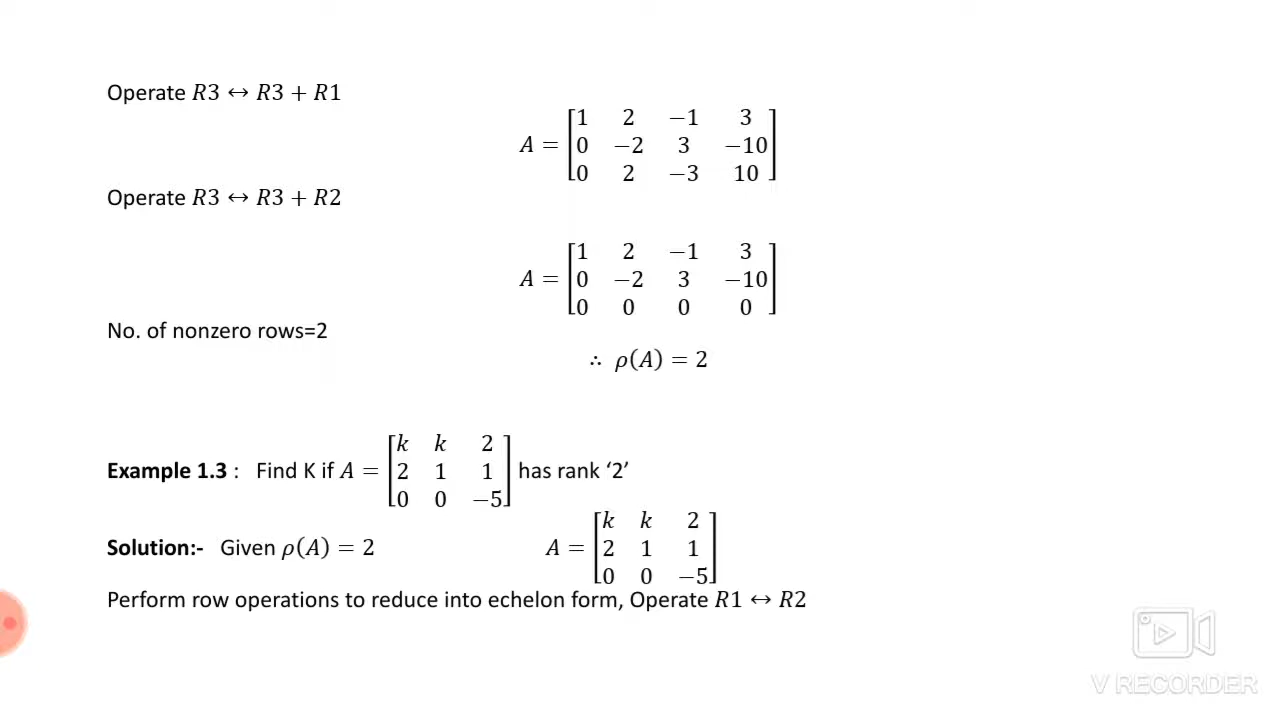 Operate R3 ↔ R3 + R1
A = [1 2 −1 3
0 −2 3 −10
0 2 −3 10]
Operate R3 ↔ R3 + R2
A = [1 2 −1 3
0 −2 3 −10
0 0 0 0]
No. of nonzero rows=2
∴ ρ(A) = 2
Example 1.3 : Find K if A = [k k 2
2 1 1
0 0 −5] has rank ‘2’
Solution:- Given ρ(A) = 2 A = [k k 2
2 1 1
0 0 −5]
Perform row operations to reduce into echelon form, Operate R1 ↔ R2
V RECORDER